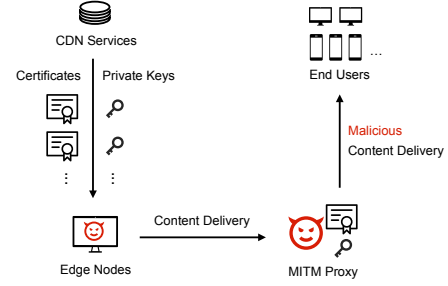 CDN Services
End Users
Certificates
Private Keys
Malicious
Content Delivery
Content Delivery
Edge Nodes
MITM Proxy